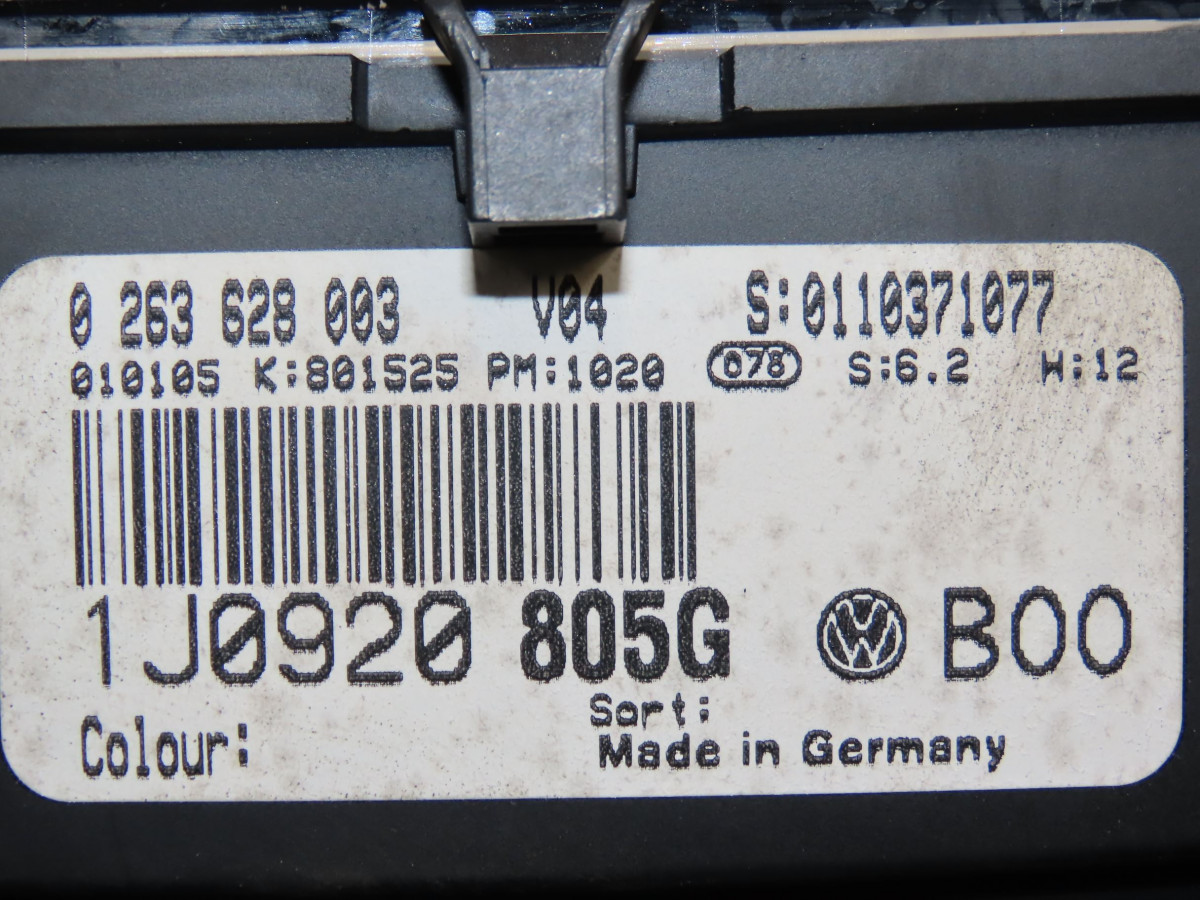 0 263 628 003 V04 S:0110371077
010105 K:801525 PM:1020 078 S:6.2 H:12
1J0920 805G VW B00
Sort:
Colour: Made in Germany